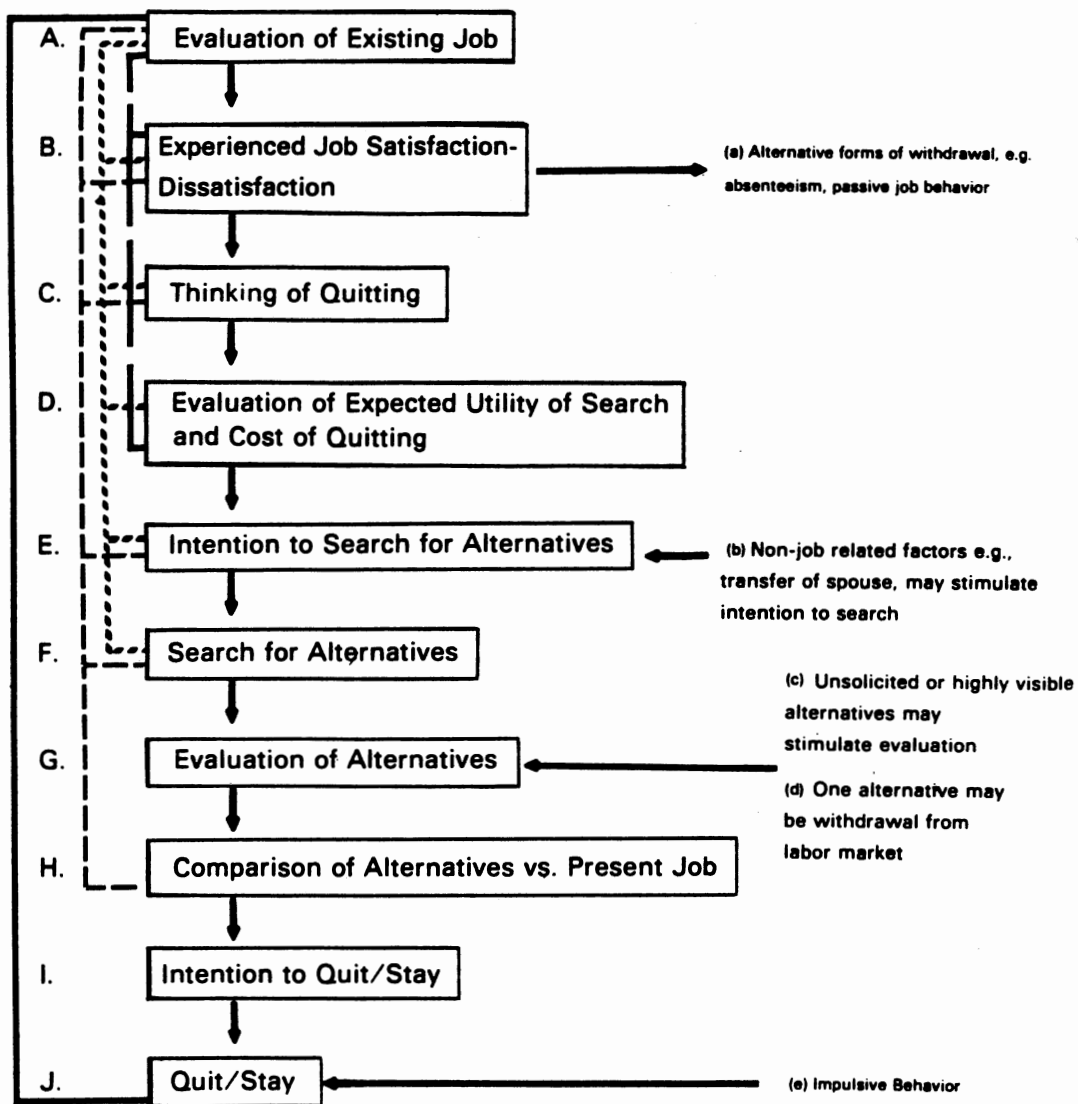 A. Evaluation of Existing Job
B. Experienced Job Satisfaction-
Dissatisfaction
(a) Alternative forms of withdrawal, e.g.
absenteeism, passive job behavior
C. Thinking of Quitting
D. Evaluation of Expected Utility of Search
and Cost of Quitting
E. Intention to Search for Alternatives
(b) Non-job related factors e.g.,
transfer of spouse, may stimulate
intention to search
F. Search for Alternatives
(c) Unsolicited or highly visible
alternatives may
stimulate evaluation
G. Evaluation of Alternatives
(d) One alternative may
be withdrawal from
labor market
H. Comparison of Alternatives vs. Present Job
I. Intention to Quit/Stay
J. Quit/Stay
(e) Impulsive Behavior